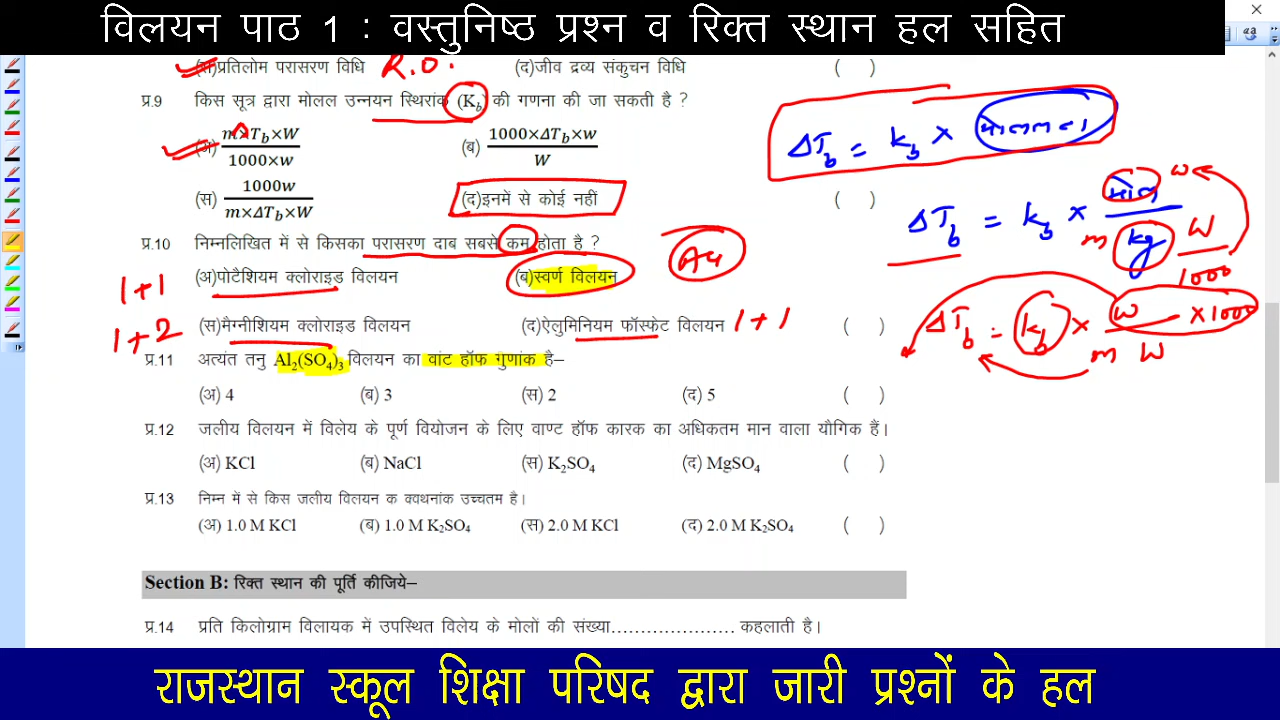 विलयन पाठ 1 : वस्तुनिष्ठ प्रश्न व रिक्त स्थान हल सहित
(स)प्रतिलोम परासरण विधि R.O. (द)जीव द्रव्य संकुचन विधि ( )
प्र.9 किस सूत्र द्वारा मोलल उन्नयन स्थिरांक (K_b) की गणना की जा सकती है ?
(अ) m×^T_b×W / 1000×w (ब) 1000×ΔT_b×w / W
(स) 1000w / m×ΔT_b×W (द)इनमें से कोई नहीं ( )
ΔT_b = K_b × मोललता
ΔT_b = K_b × मोल / kg w m W / 1000
ΔT_b = K_b × w / m W × 1000
प्र.10 निम्नलिखित में से किसका परासरण दाब सबसे कम होता है ?
1+1 (अ)पोटैशियम क्लोराइड विलयन (ब)स्वर्ण विलयन Au
1+2 (स)मैग्नीशियम क्लोराइड विलयन (द)ऐलुमिनियम फॉस्फेट विलयन 1+1 ( )
प्र.11 अत्यंत तनु Al₂(SO₄)₃ विलयन का वांट हॉफ गुणांक है–
(अ) 4 (ब) 3 (स) 2 (द) 5 ( )
प्र.12 जलीय विलयन में विलेय के पूर्ण वियोजन के लिए वाण्ट हॉफ कारक का अधिकतम मान वाला यौगिक हैं।
(अ) KCl (ब) NaCl (स) K₂SO₄ (द) MgSO₄ ( )
प्र.13 निम्न में से किस जलीय विलयन क क्वथनांक उच्चतम है।
(अ) 1.0 M KCl (ब) 1.0 M K₂SO₄ (स) 2.0 M KCl (द) 2.0 M K₂SO₄ ( )
Section B: रिक्त स्थान की पूर्ति कीजिये–
प्र.14 प्रति किलोग्राम विलायक में उपस्थित विलेय के मोलों की संख्या..................... कहलाती है।
राजस्थान स्कूल शिक्षा परिषद द्वारा जारी प्रश्नों के हल